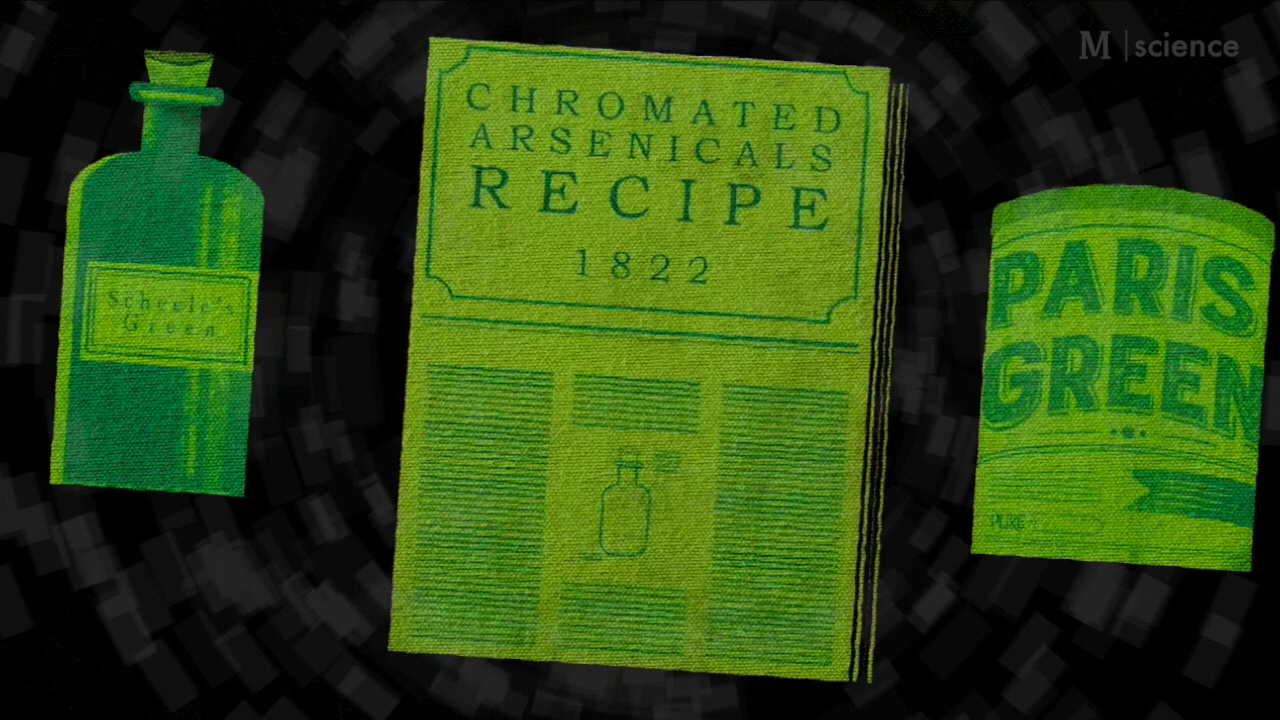 M | science
Scheele's
Green
CHROMATED
ARSENICALS
RECIPE
1822
PARIS
GREEN
PURE